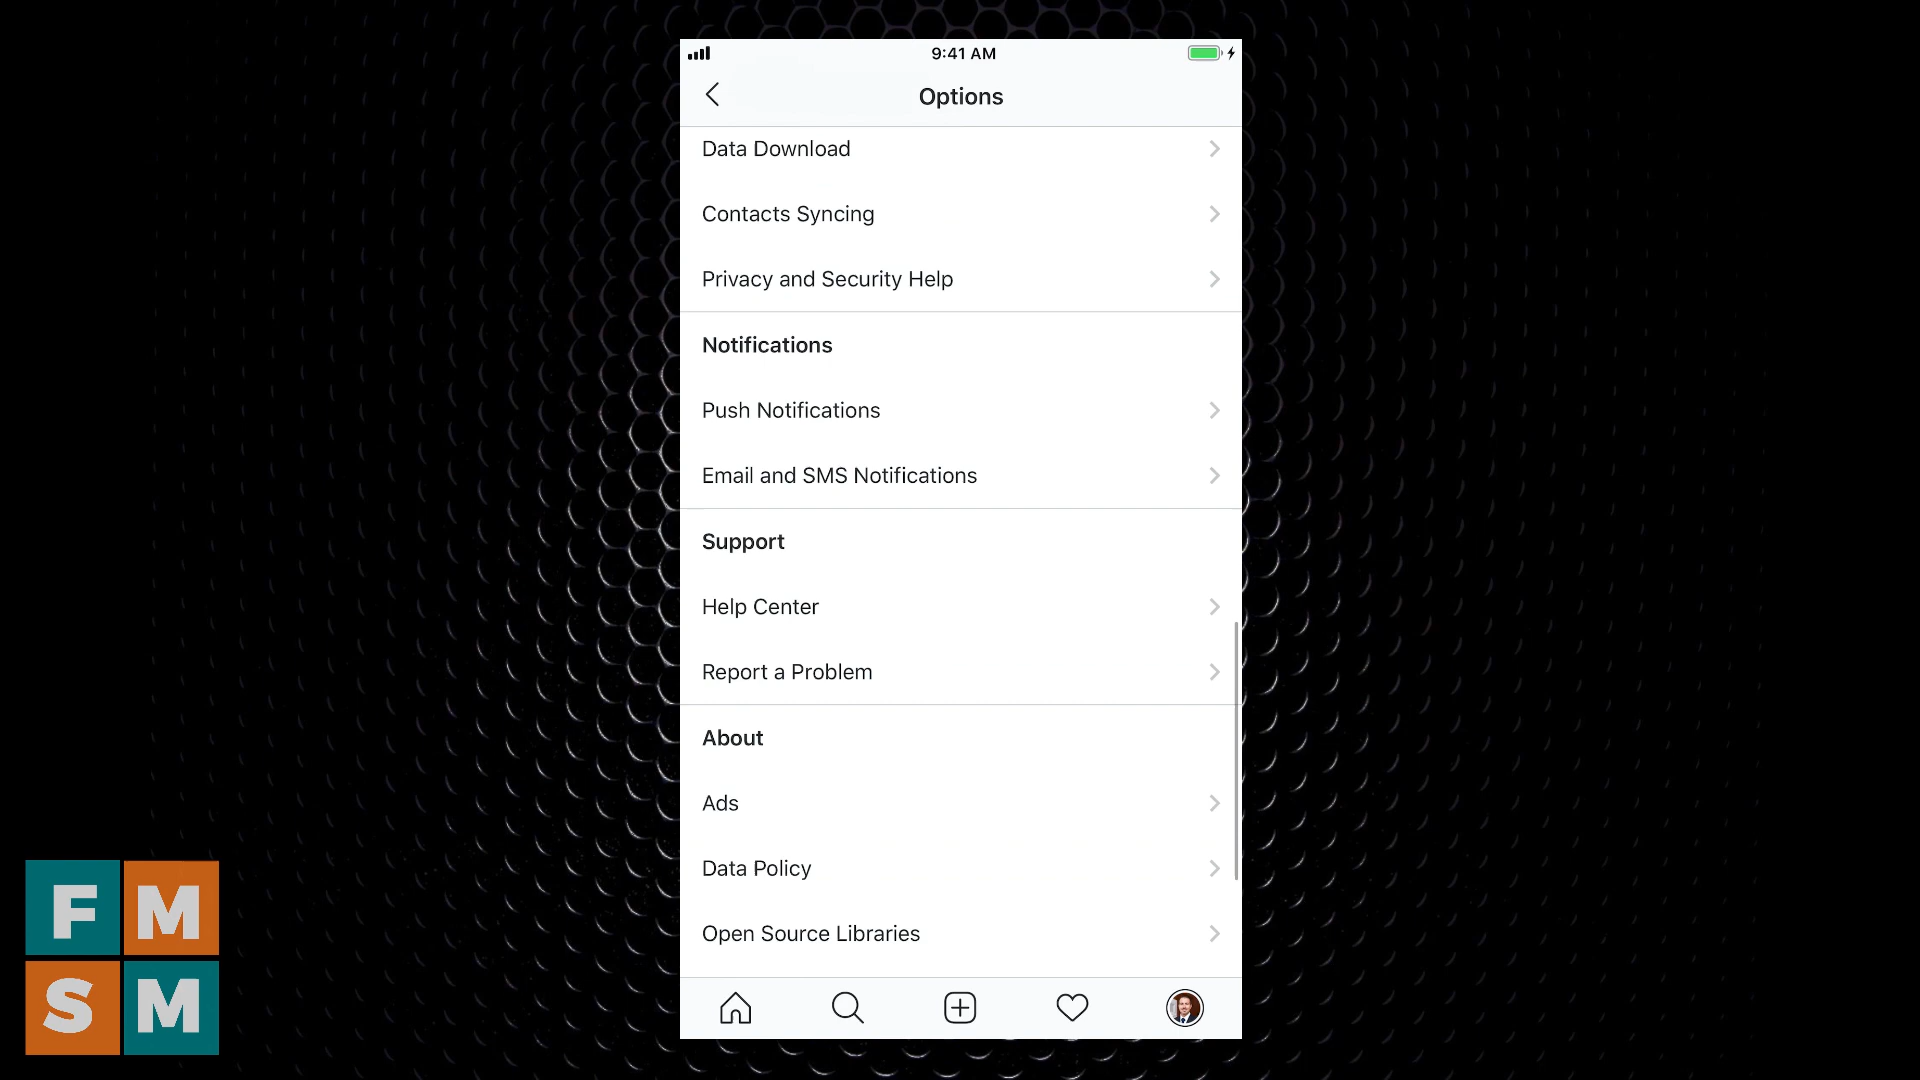 9:41 AM
Options
Data Download
Contacts Syncing
Privacy and Security Help
Notifications
Push Notifications
Email and SMS Notifications
Support
Help Center
Report a Problem
About
Ads
Data Policy
Open Source Libraries
F M
S M